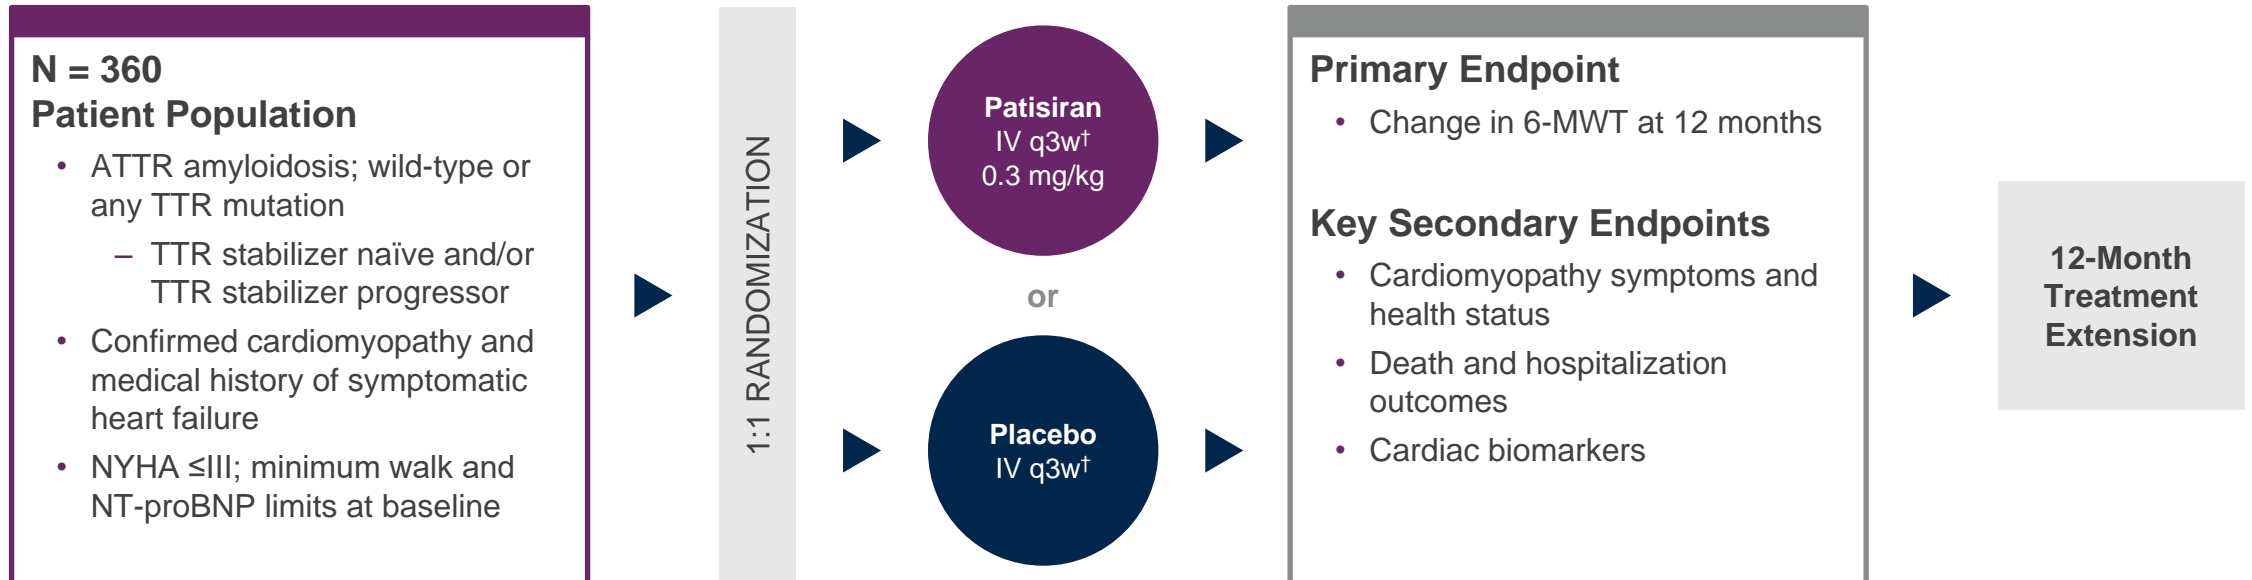 N = 360
Patient Population
• ATTR amyloidosis; wild-type or
any TTR mutation
– TTR stabilizer naïve and/or
TTR stabilizer progressor
• Confirmed cardiomyopathy and
medical history of symptomatic
heart failure
• NYHA ≤III; minimum walk and
NT-proBNP limits at baseline
1:1 RANDOMIZATION
Patisiran
IV q3w†
0.3 mg/kg
or
Placebo
IV q3w†
Primary Endpoint
• Change in 6-MWT at 12 months
Key Secondary Endpoints
• Cardiomyopathy symptoms and
health status
• Death and hospitalization
outcomes
• Cardiac biomarkers
12-Month
Treatment
Extension